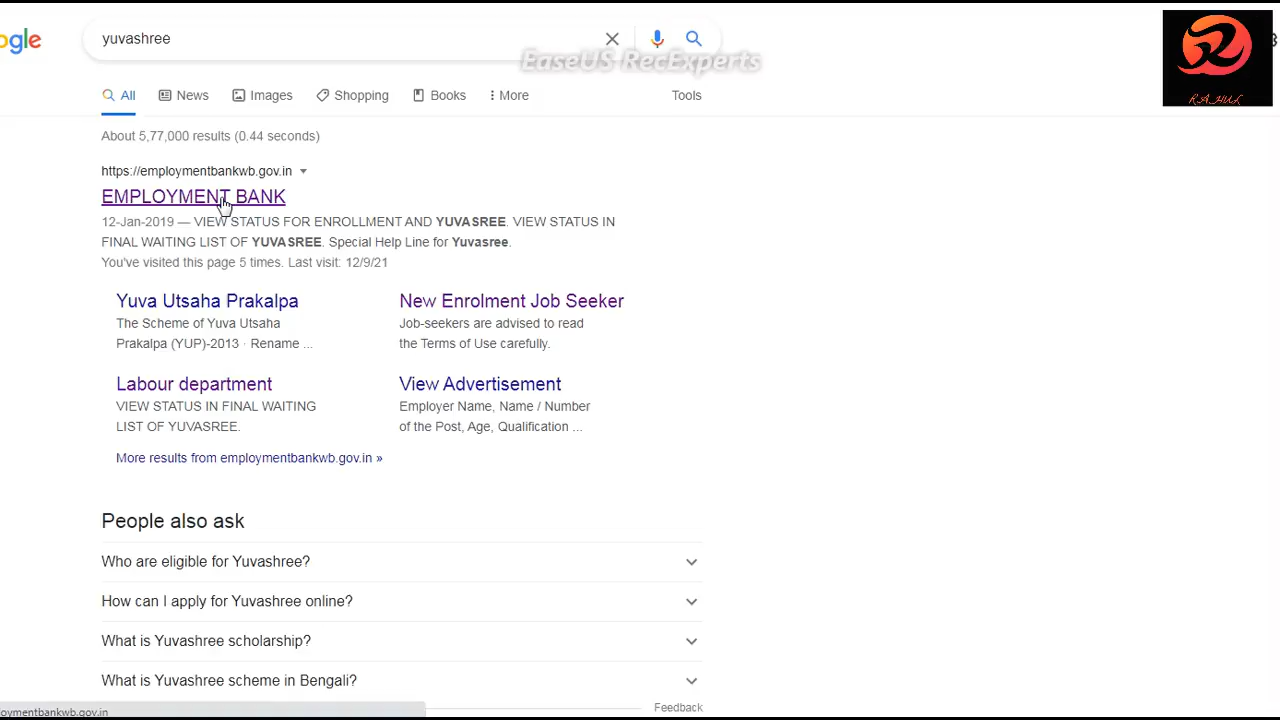 ogle
yuvashree
EaseUS RecExperts
RAHUL
All News Images Shopping Books More Tools
About 5,77,000 results (0.44 seconds)
https://employmentbankwb.gov.in
EMPLOYMENT BANK
12-Jan-2019 — VIEW STATUS FOR ENROLLMENT AND YUVASREE. VIEW STATUS IN
FINAL WAITING LIST OF YUVASREE. Special Help Line for Yuvasree.
You've visited this page 5 times. Last visit: 12/9/21
Yuva Utsaha Prakalpa
The Scheme of Yuva Utsaha
Prakalpa (YUP)-2013 · Rename ...
New Enrolment Job Seeker
Job-seekers are advised to read
the Terms of Use carefully.
Labour department
VIEW STATUS IN FINAL WAITING
LIST OF YUVASREE.
View Advertisement
Employer Name, Name / Number
of the Post, Age, Qualification ...
More results from employmentbankwb.gov.in »
People also ask
Who are eligible for Yuvashree?
How can I apply for Yuvashree online?
What is Yuvashree scholarship?
What is Yuvashree scheme in Bengali?
Feedback
oymentbankwb.gov.in